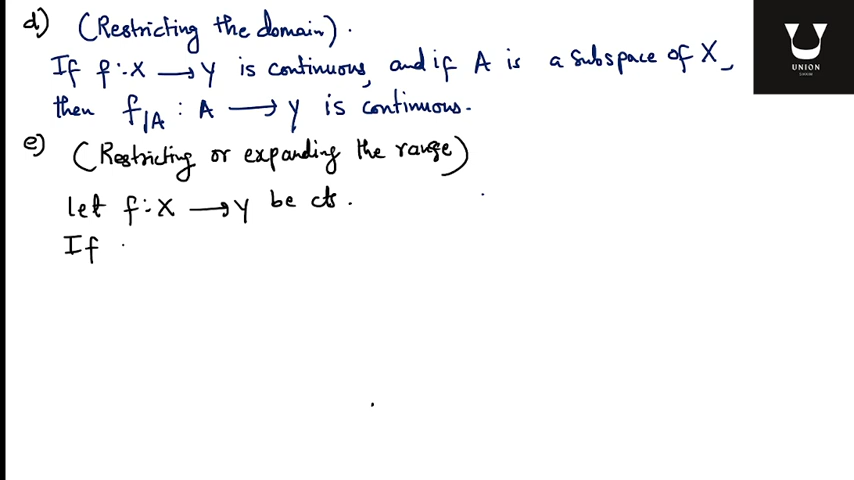 d) (Restricting the domain).
If f : X ⟶ Y is continuous, and if A is a subspace of X,
then f|A : A ⟶ Y is continuous.
e) (Restricting or expanding the range)
let f : X ⟶ Y be cts.
If
UNION